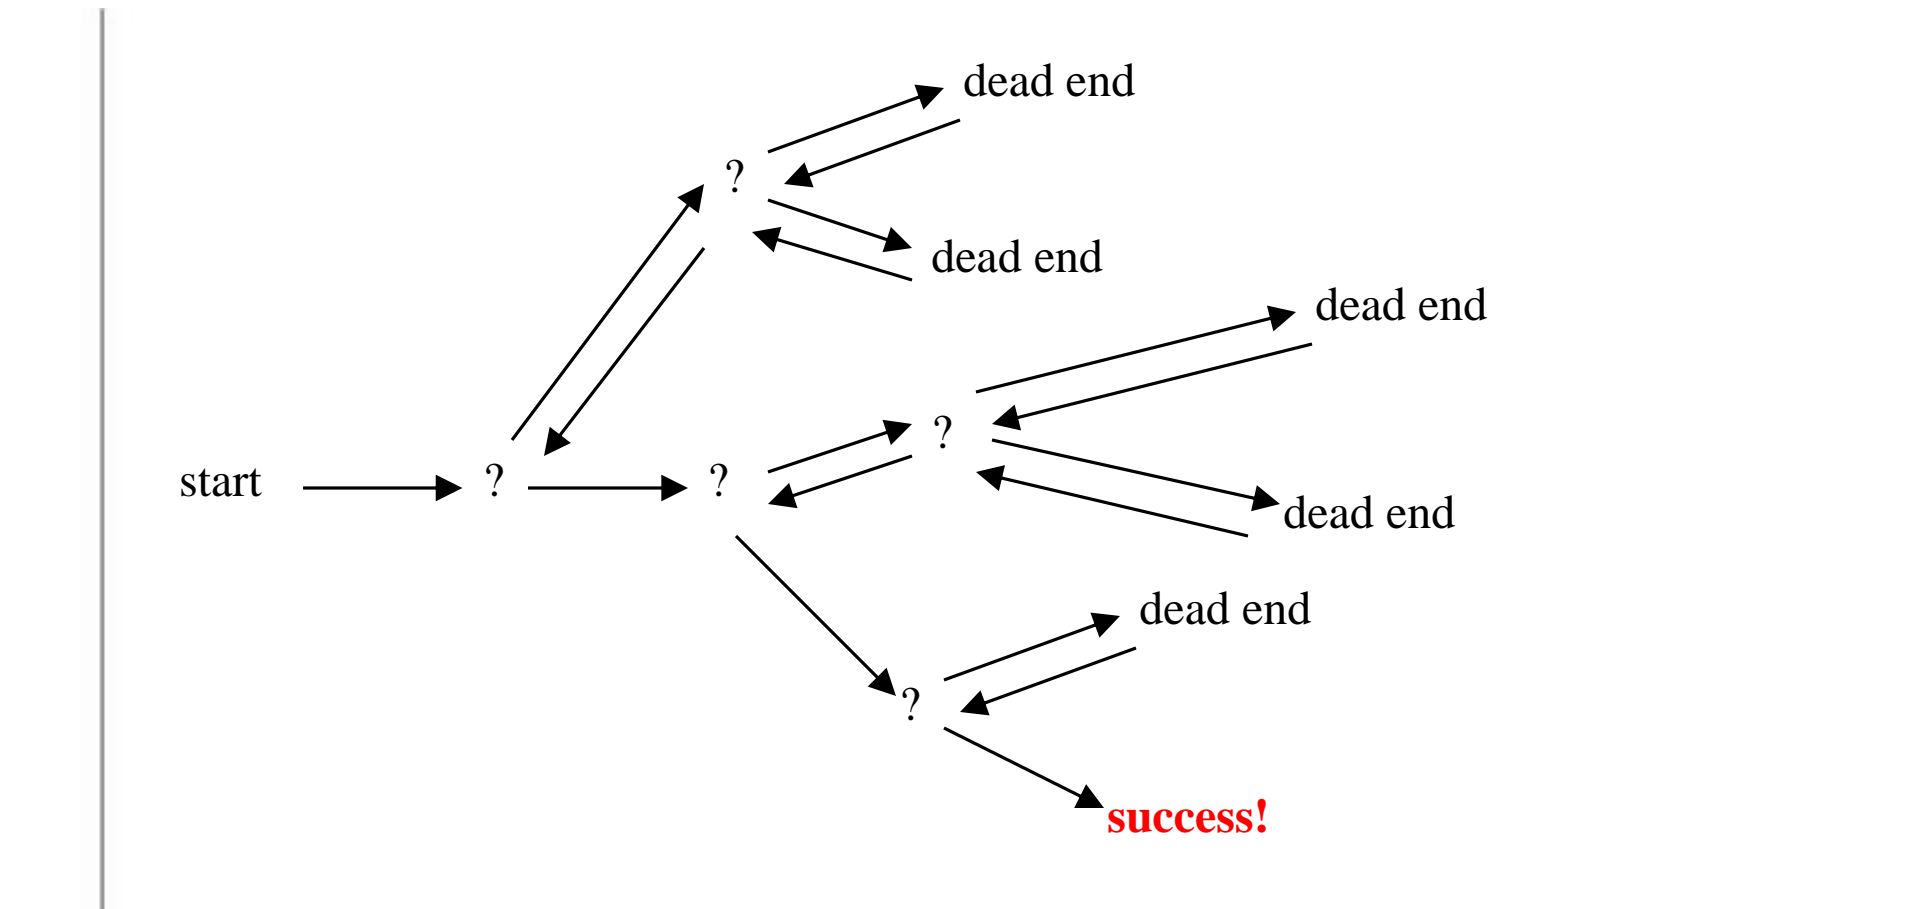 dead end
?
dead end
dead end
?
start
?
?
dead end
dead end
?
success!